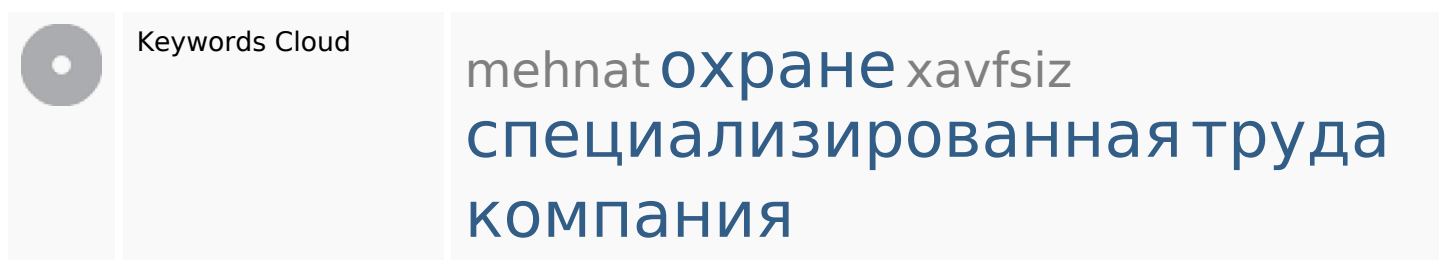 Keywords Cloud
mehnat охране xavfsiz
специализированная труда
компания